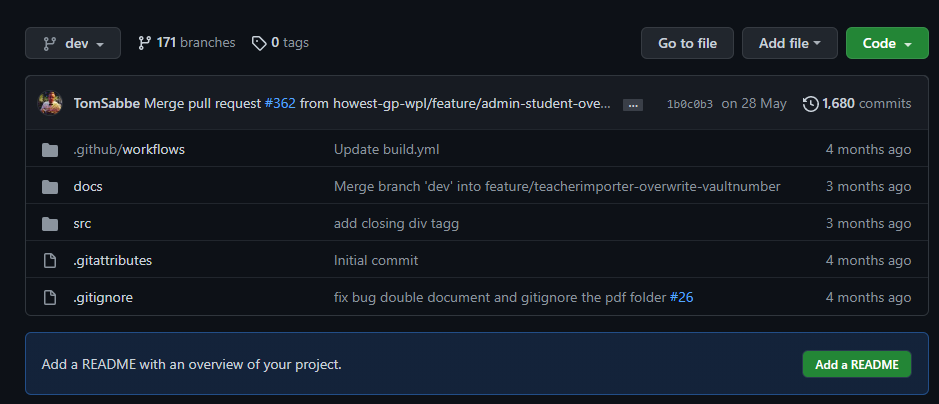 dev 171 branches 0 tags Go to file Add file Code
TomSabbe Merge pull request #362 from howest-gp-wpl/feature/admin-student-ove... ... 1b0c0b3 on 28 May 1,680 commits
.github/workflows Update build.yml 4 months ago
docs Merge branch 'dev' into feature/teacherimporter-overwrite-vaultnumber 3 months ago
src add closing div tagg 3 months ago
.gitattributes Initial commit 4 months ago
.gitignore fix bug double document and gitignore the pdf folder #26 4 months ago
Add a README with an overview of your project. Add a README